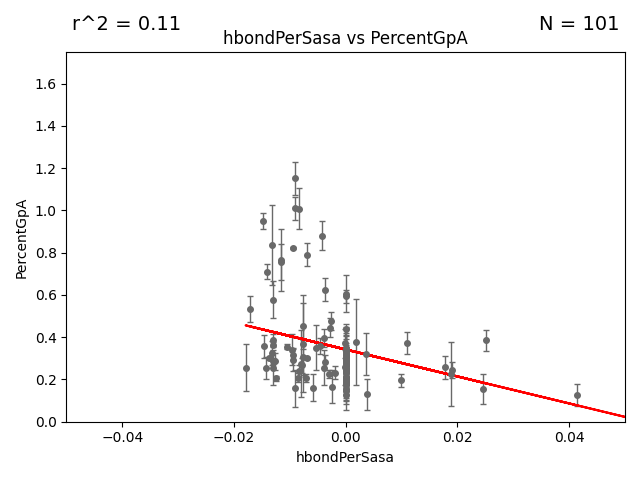 r^2 = 0.11
N = 101
hbondPerSasa vs PercentGpA
PercentGpA
1.6
1.4
1.2
1.0
0.8
0.6
0.4
0.2
0.0
−0.04
−0.02
0.00
0.02
0.04
hbondPerSasa